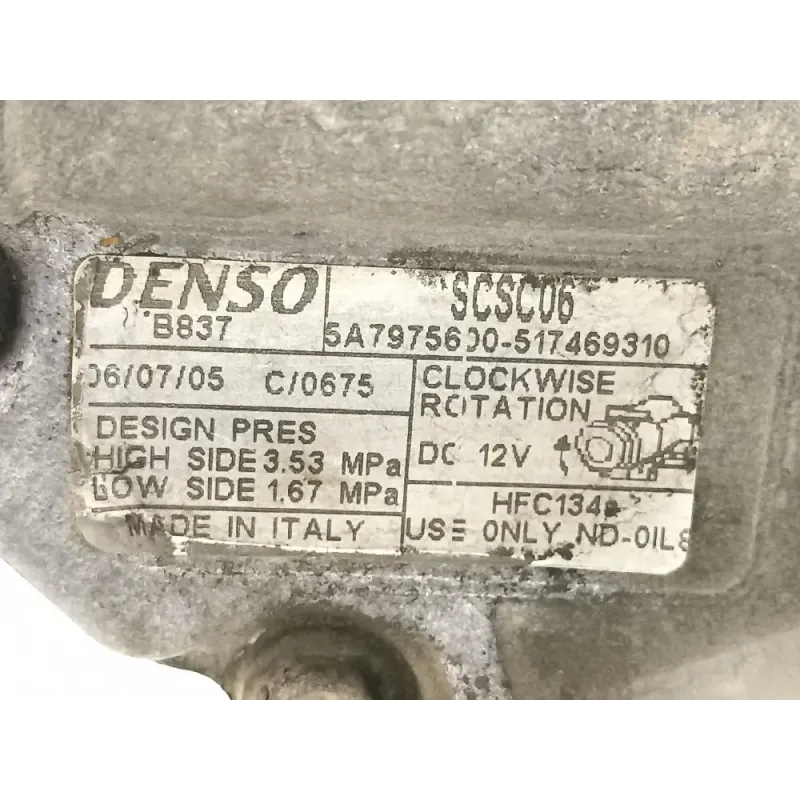 DENSO
SCSC06
B837
5A7975600-517469310
06/07/05 C/0675
CLOCKWISE
ROTATION
DESIGN PRES
HIGH SIDE 3.53 MPa
LOW SIDE 1.67 MPa
DC 12V
HFC134a
MADE IN ITALY
USE ONLY ND-OIL8